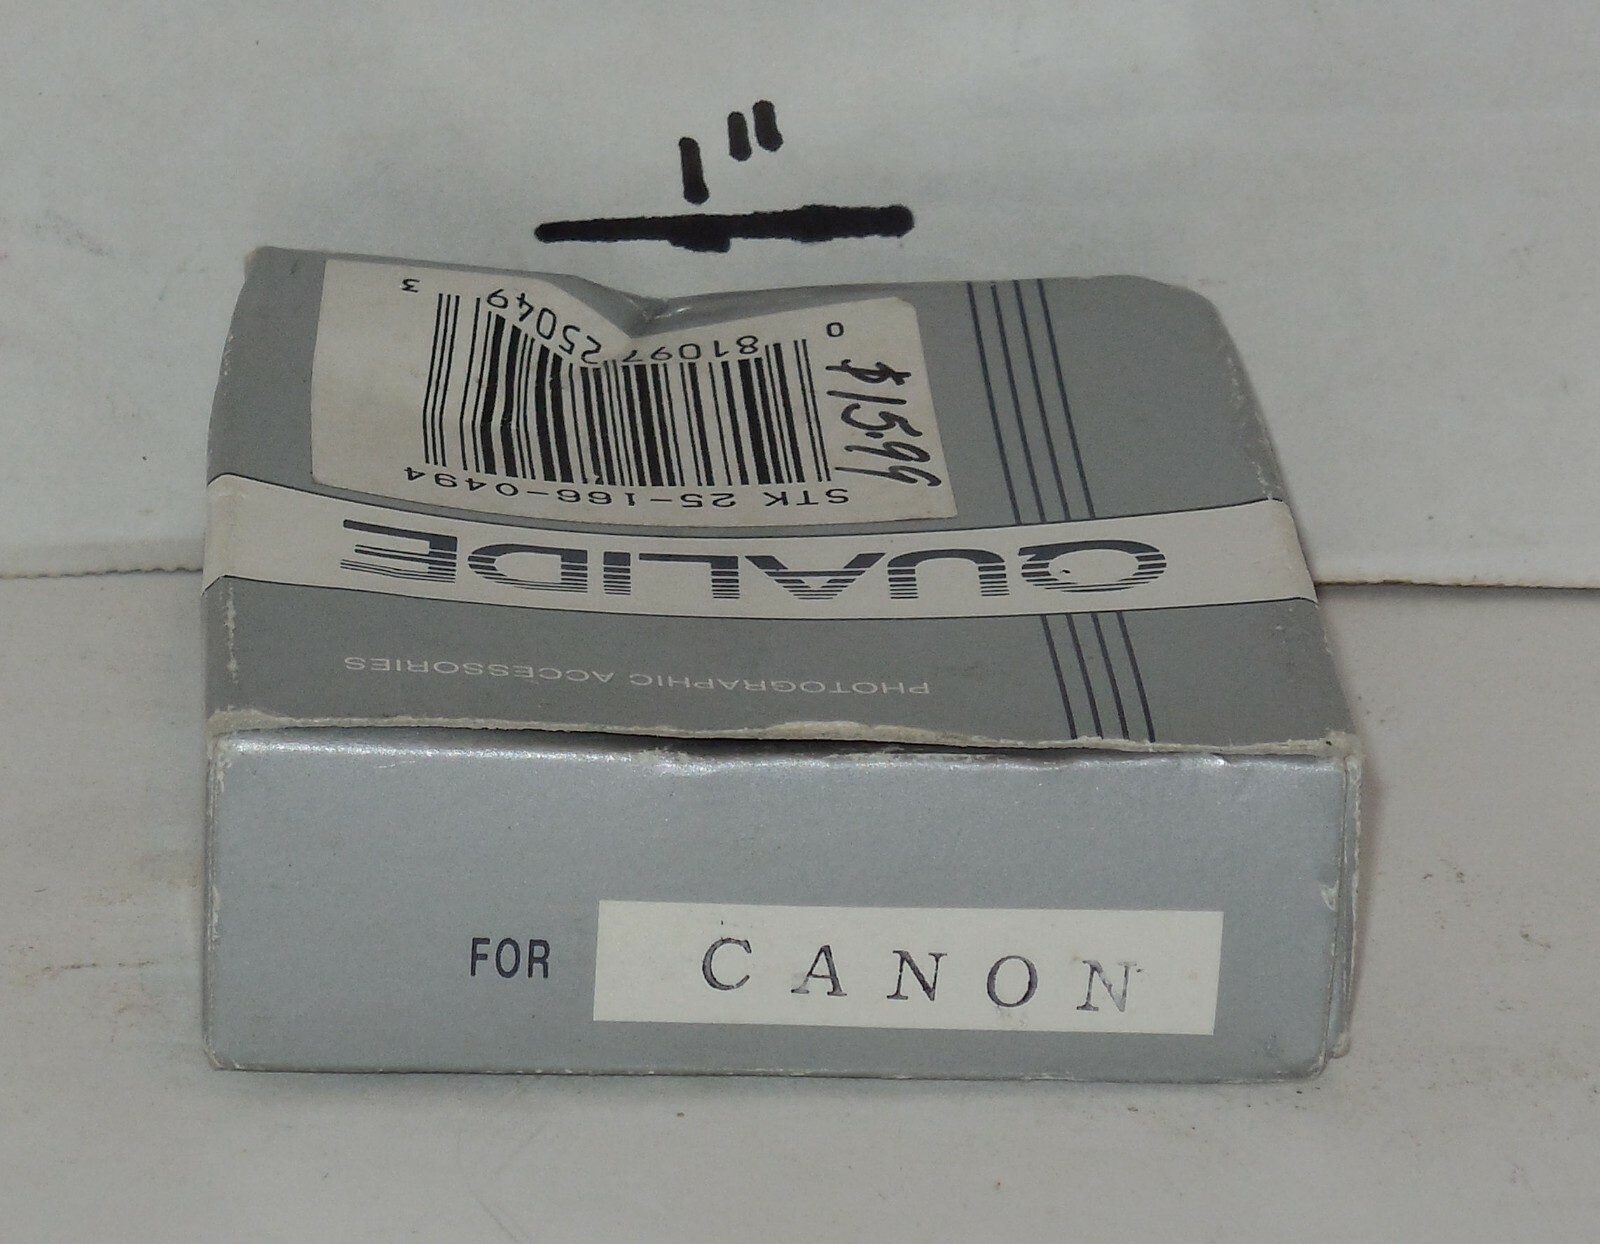 1"
3
0 81097 25049
$15.99
STK 25-166-0494
QUALIDE
PHOTOGRAPHIC ACCESSORIES
FOR CANON